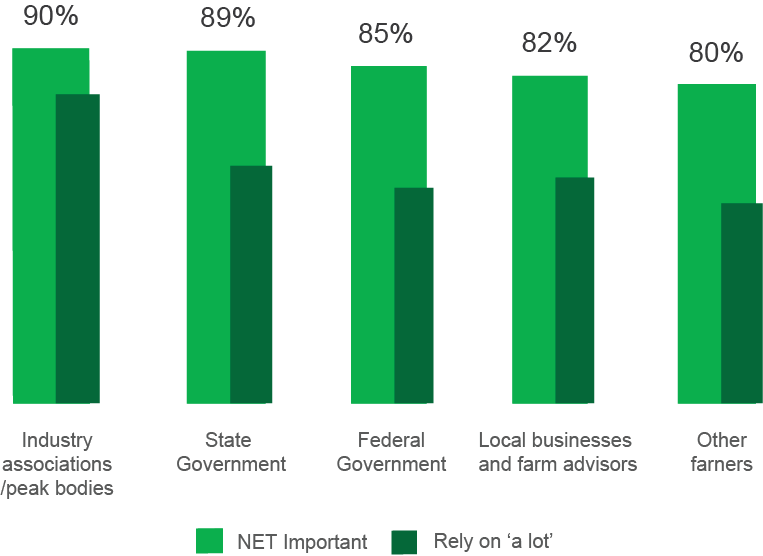 90%
89%
85%
82%
80%
Industry
associations
/peak bodies
State
Government
Federal
Government
Local businesses
and farm advisors
Other
farners
NET Important
Rely on ‘a lot’